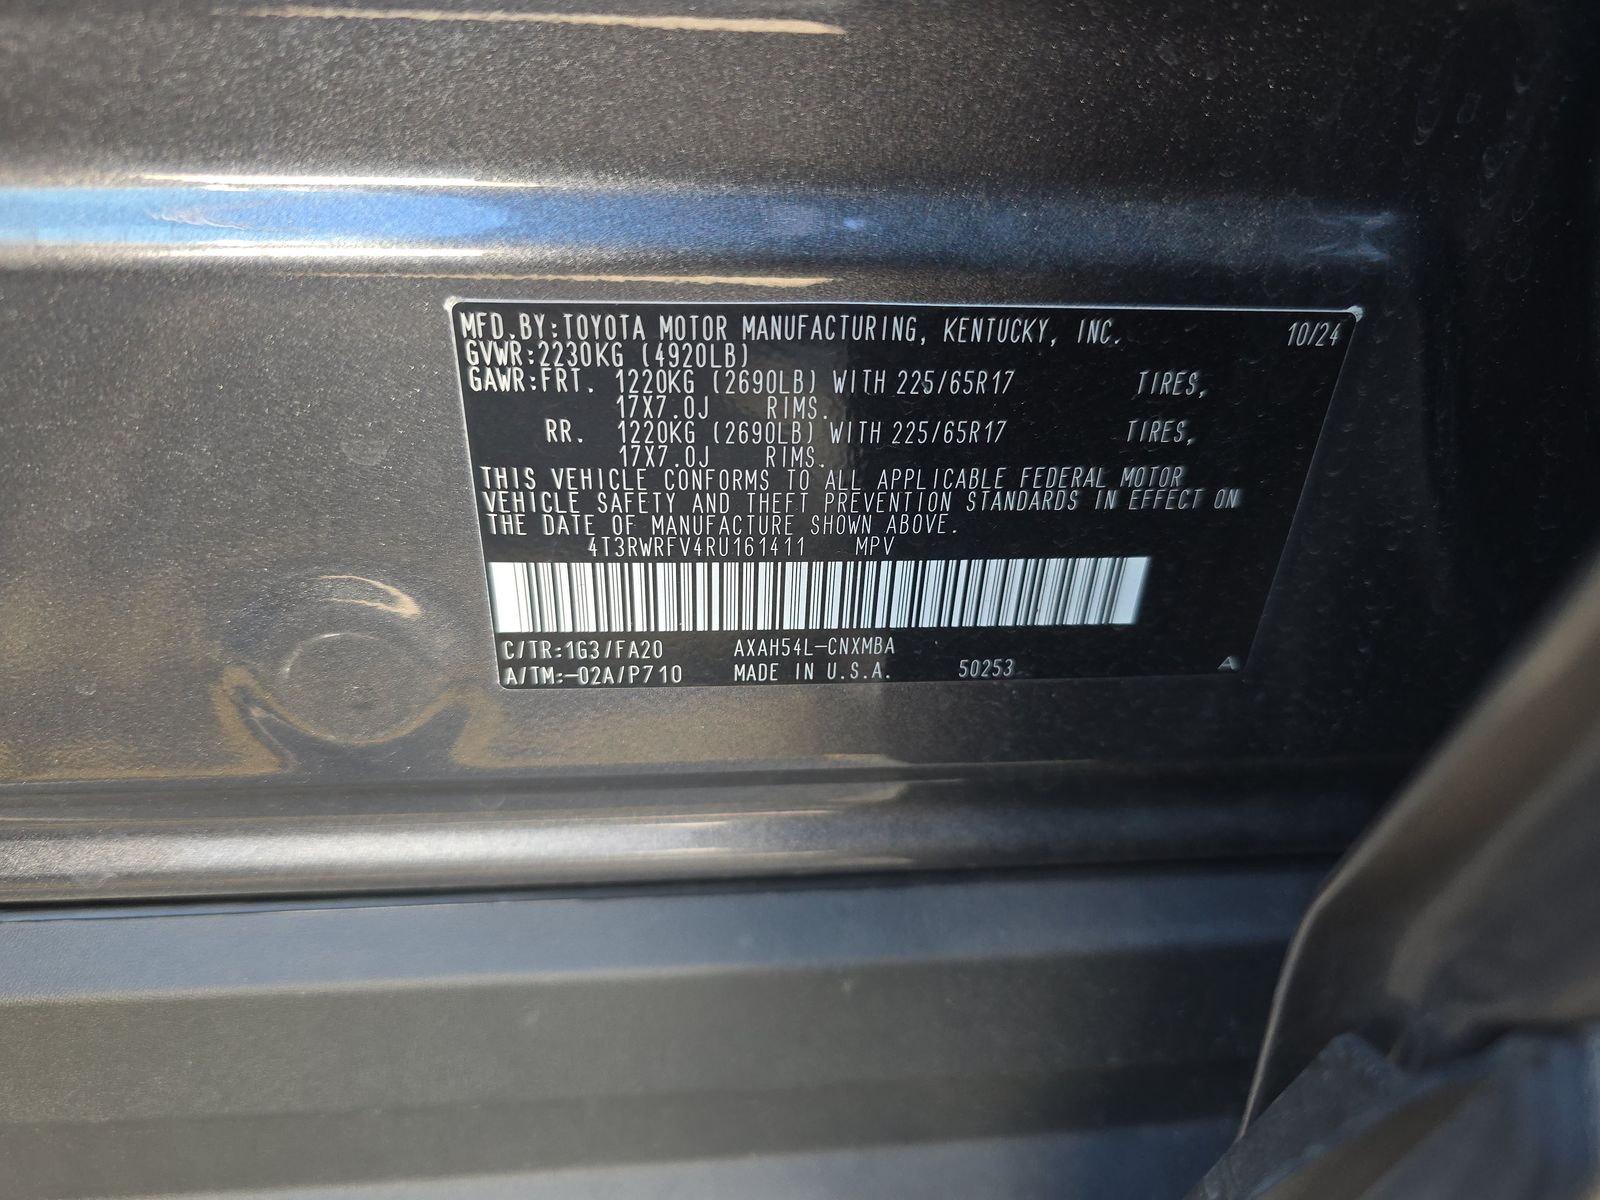 MFD.BY:TOYOTA MOTOR MANUFACTURING, KENTUCKY, INC. 10/24
GVWR:2230KG (4920LB)
GAWR:FRT. 1220KG (2690LB) WITH 225/65R17 TIRES,
17X7.0J RIMS.
RR. 1220KG (2690LB) WITH 225/65R17 TIRES,
17X7.0J RIMS.
THIS VEHICLE CONFORMS TO ALL APPLICABLE FEDERAL MOTOR
VEHICLE SAFETY AND THEFT PREVENTION STANDARDS IN EFFECT ON
THE DATE OF MANUFACTURE SHOWN ABOVE.
4T3RWRFV4RU161411 MPV
C/TR:1G3/FA20 AXAH54L-CNXMBA
A/TM:-02A/P710 MADE IN U.S.A. 50253 A